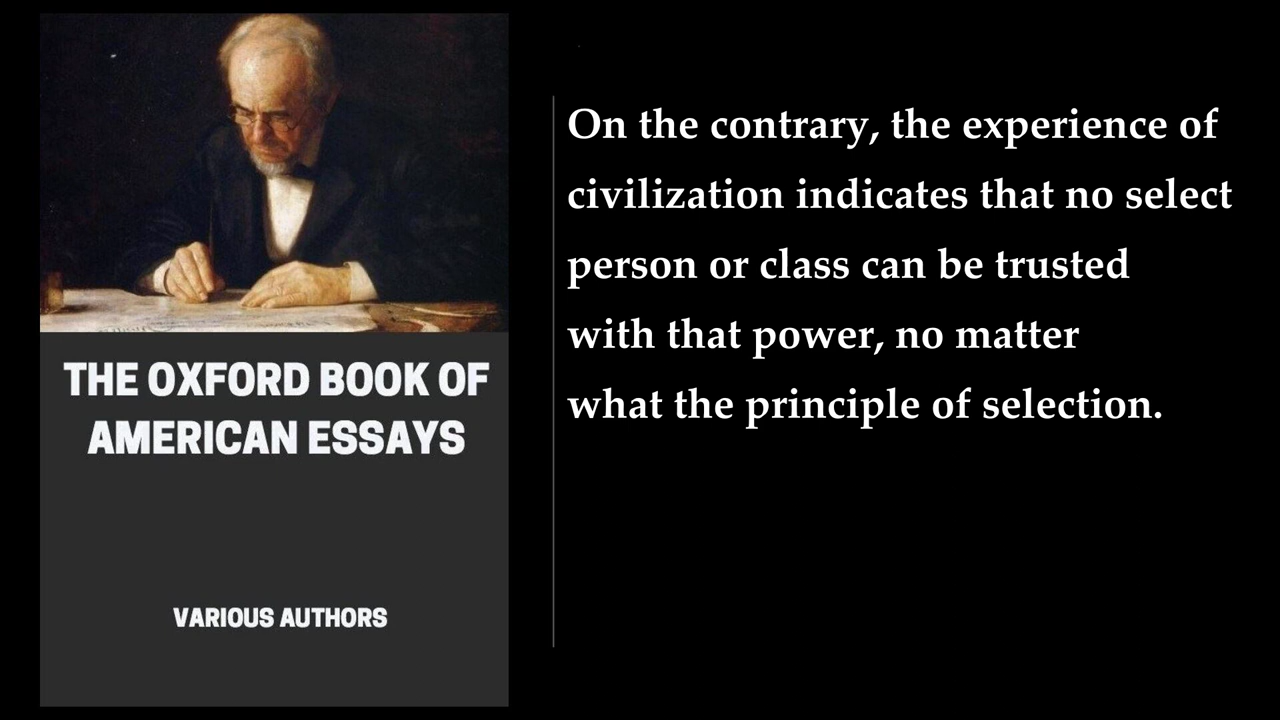 THE OXFORD BOOK OF
AMERICAN ESSAYS
VARIOUS AUTHORS
On the contrary, the experience of
civilization indicates that no select
person or class can be trusted
with that power, no matter
what the principle of selection.